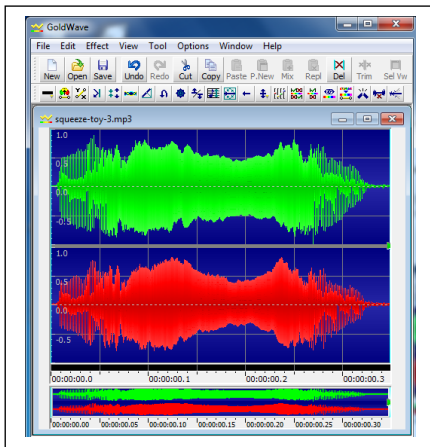 GoldWave
File Edit Effect View Tool Options Window Help
New Open Save Undo Redo Cut Copy Paste P.New Mix Repl Del Trim Sel Vw
squeeze-toy-3.mp3
1.0
0.5
0.0
-0.5
1.0
0.5
0.0
-0.5
00:00:00.0 00:00:00.1 00:00:00.2 00:00:00.3
00:00:00.00 00:00:00.05 00:00:00.10 00:00:00.15 00:00:00.20 00:00:00.25 00:00:00.30